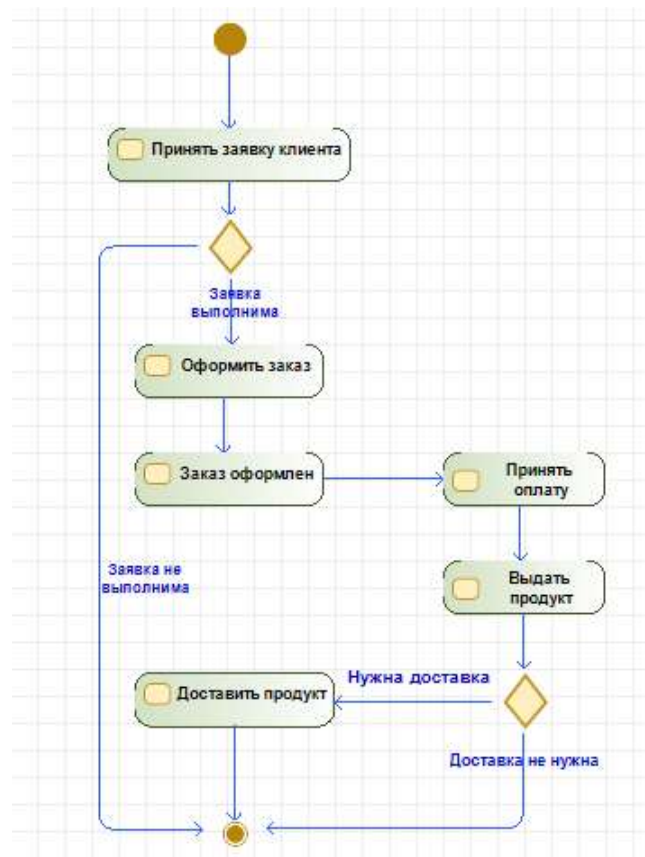 Принять заявку клиента
Заявка
выполнима
Оформить заказ
Заказ оформлен
Принять
оплату
Заявка не
выполнима
Выдать
продукт
Нужна доставка
Доставить продукт
Доставка не нужна